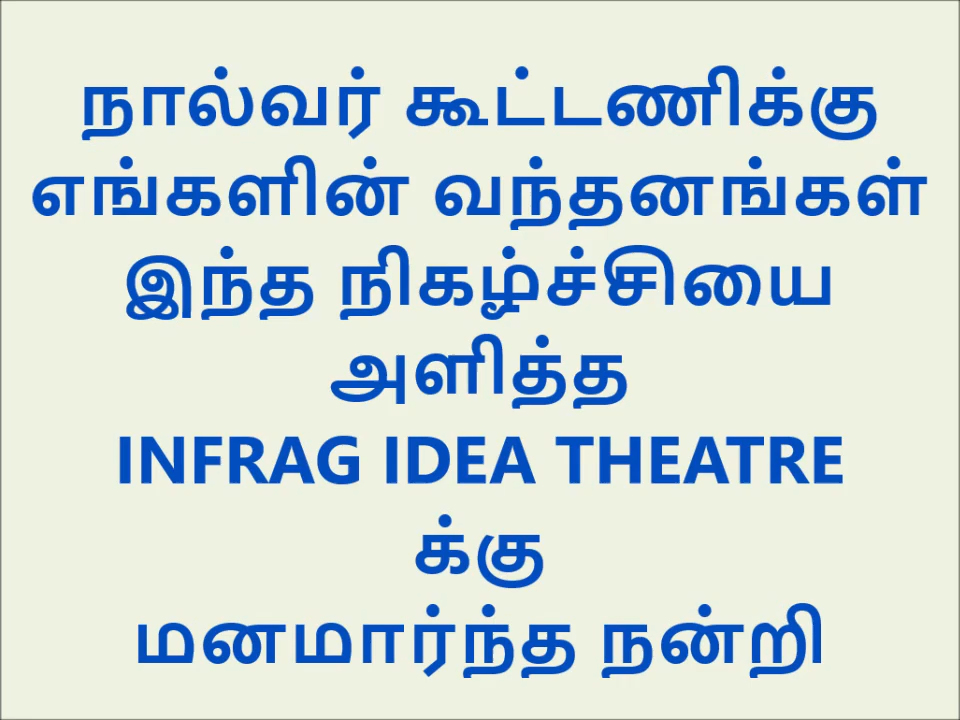 நால்வர் கூட்டணிக்கு
எங்களின் வந்தனங்கள்
இந்த நிகழ்ச்சியை
அளித்த
INFRAG IDEA THEATRE
க்கு
மனமார்ந்த நன்றி